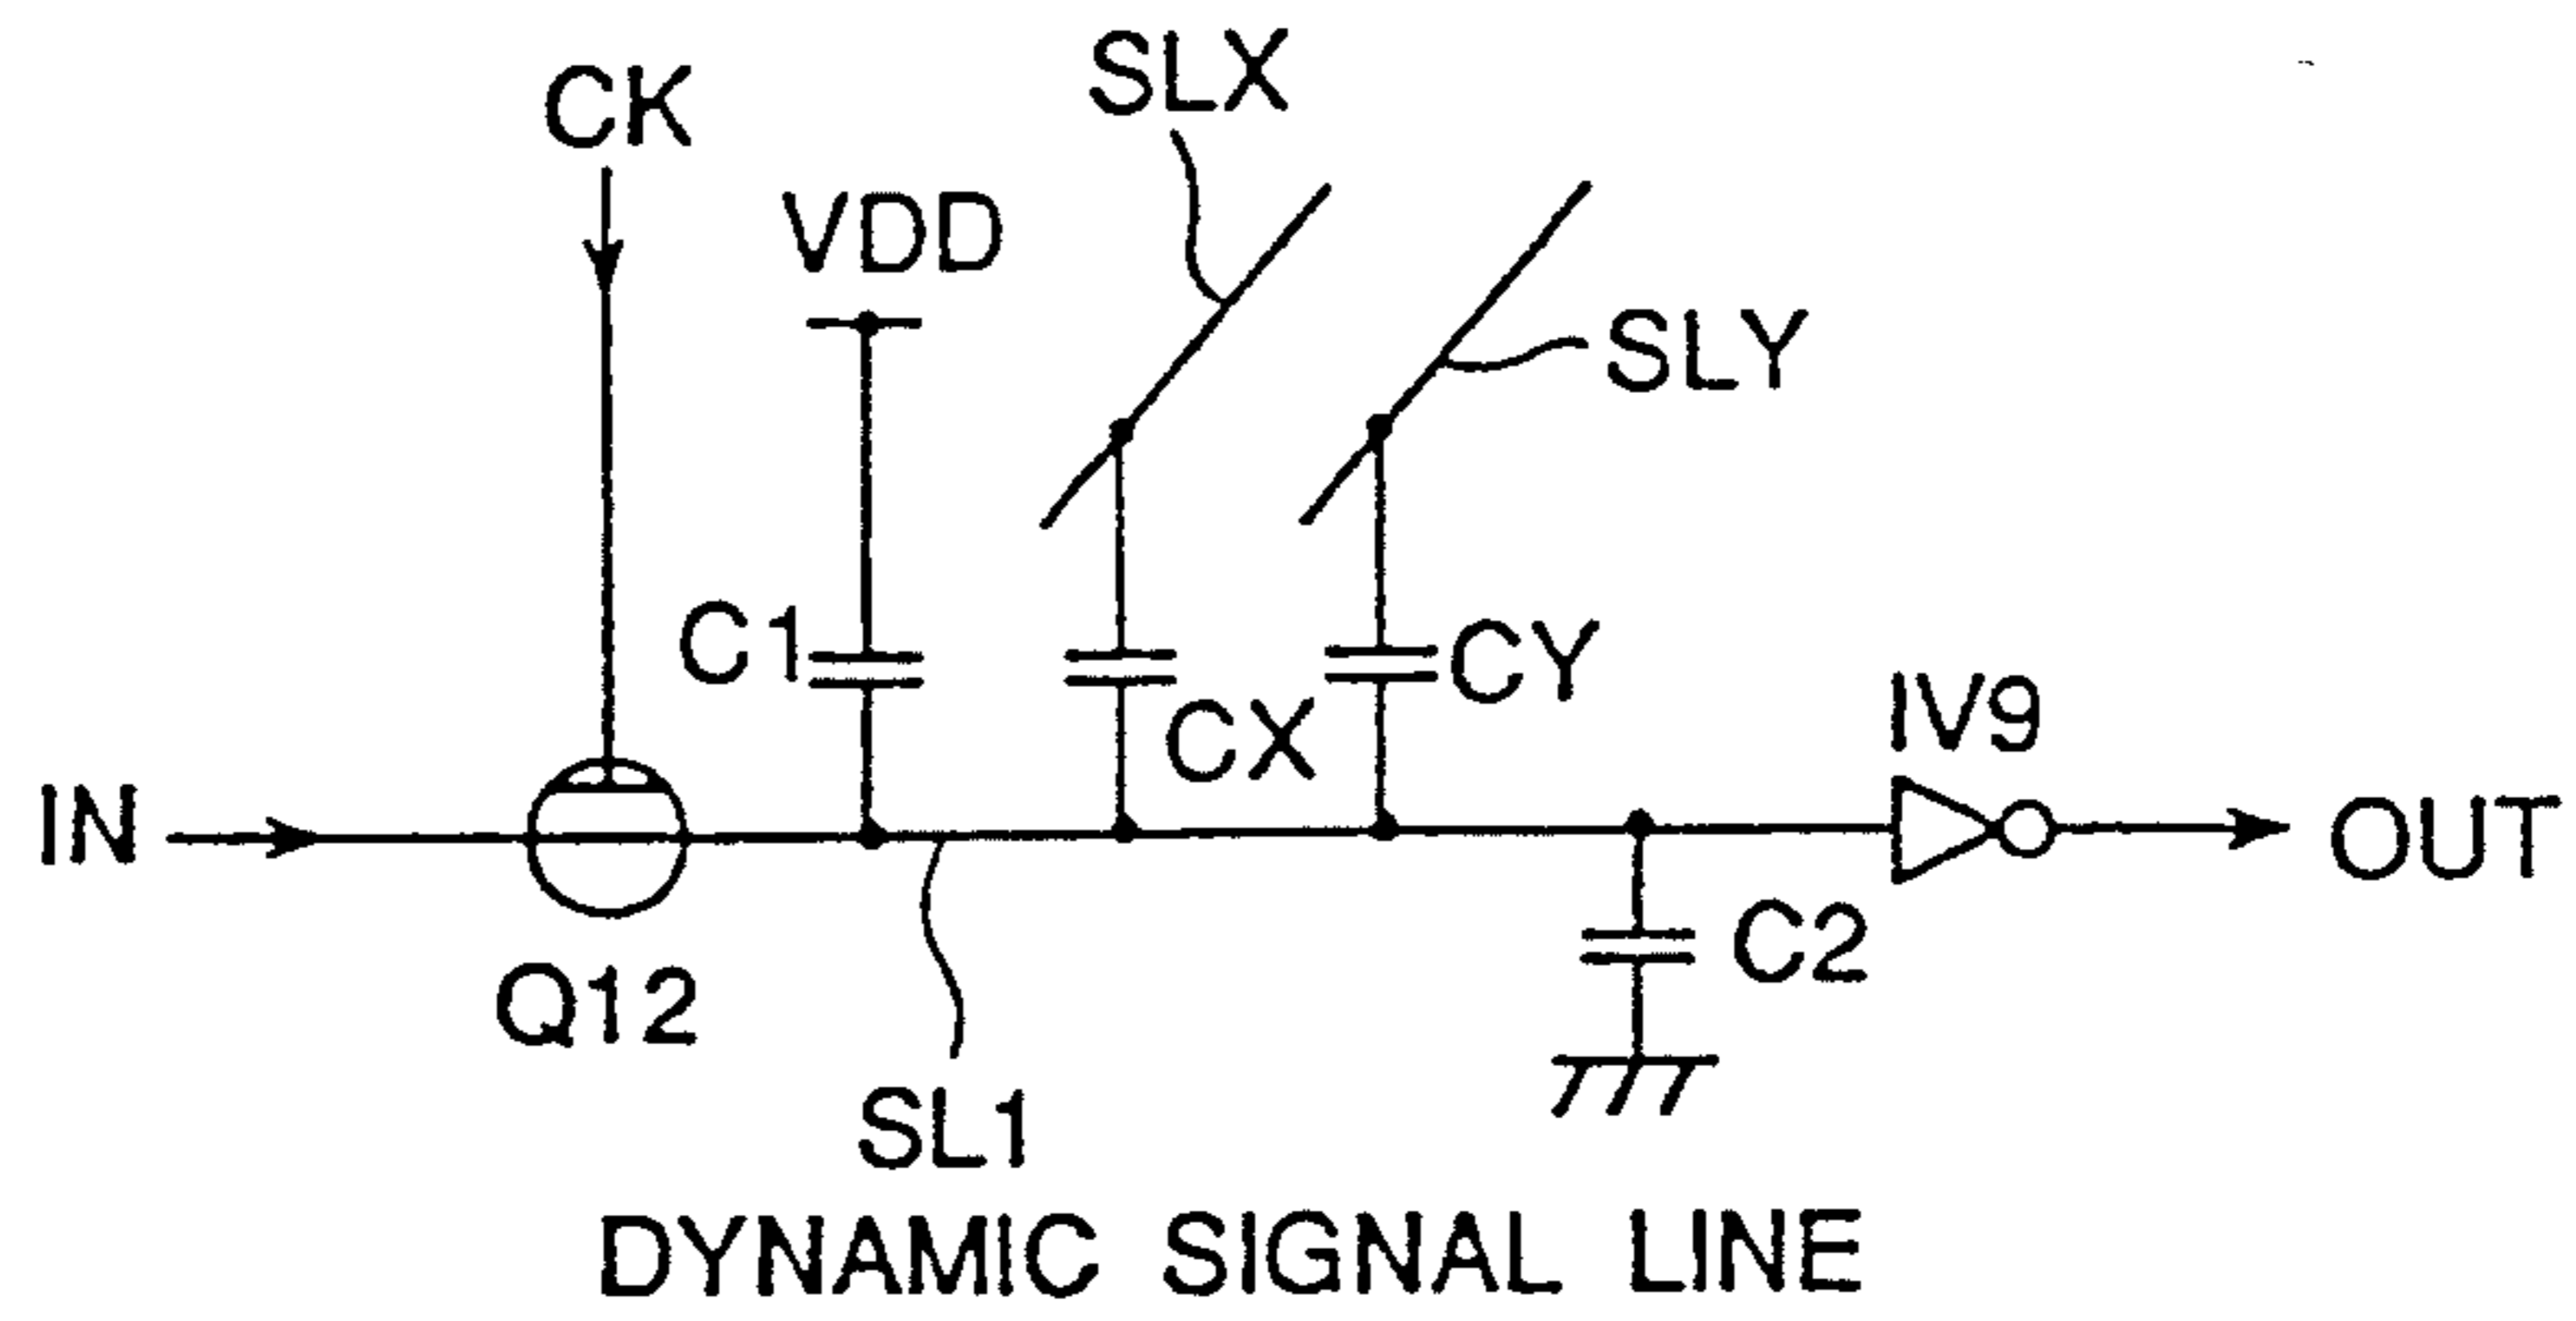 CK
SLX
VDD
SLY
C1
CY
CX
IV9
IN
OUT
C2
Q12
SL1
DYNAMIC SIGNAL LINE